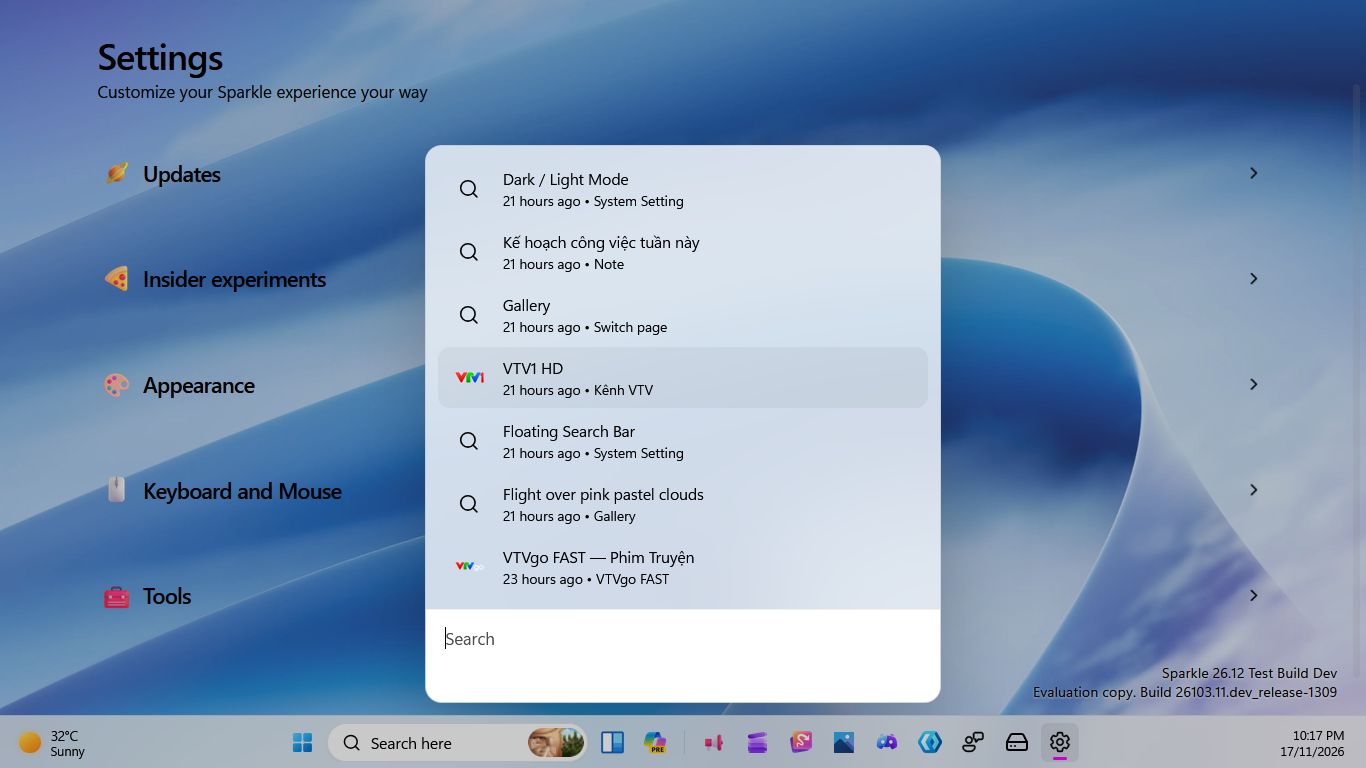 Settings
Customize your Sparkle experience your way
Updates
Insider experiments
Appearance
Keyboard and Mouse
Tools
Dark / Light Mode
21 hours ago • System Setting
Kế hoạch công việc tuần này
21 hours ago • Note
Gallery
21 hours ago • Switch page
VTV1
VTV1 HD
21 hours ago • Kênh VTV
Floating Search Bar
21 hours ago • System Setting
Flight over pink pastel clouds
21 hours ago • Gallery
VTVgo
VTVgo FAST — Phim Truyện
23 hours ago • VTVgo FAST
Search
Sparkle 26.12 Test Build Dev
Evaluation copy. Build 26103.11.dev_release-1309
32°C
Sunny
Search here
PRE
10:17 PM
17/11/2026